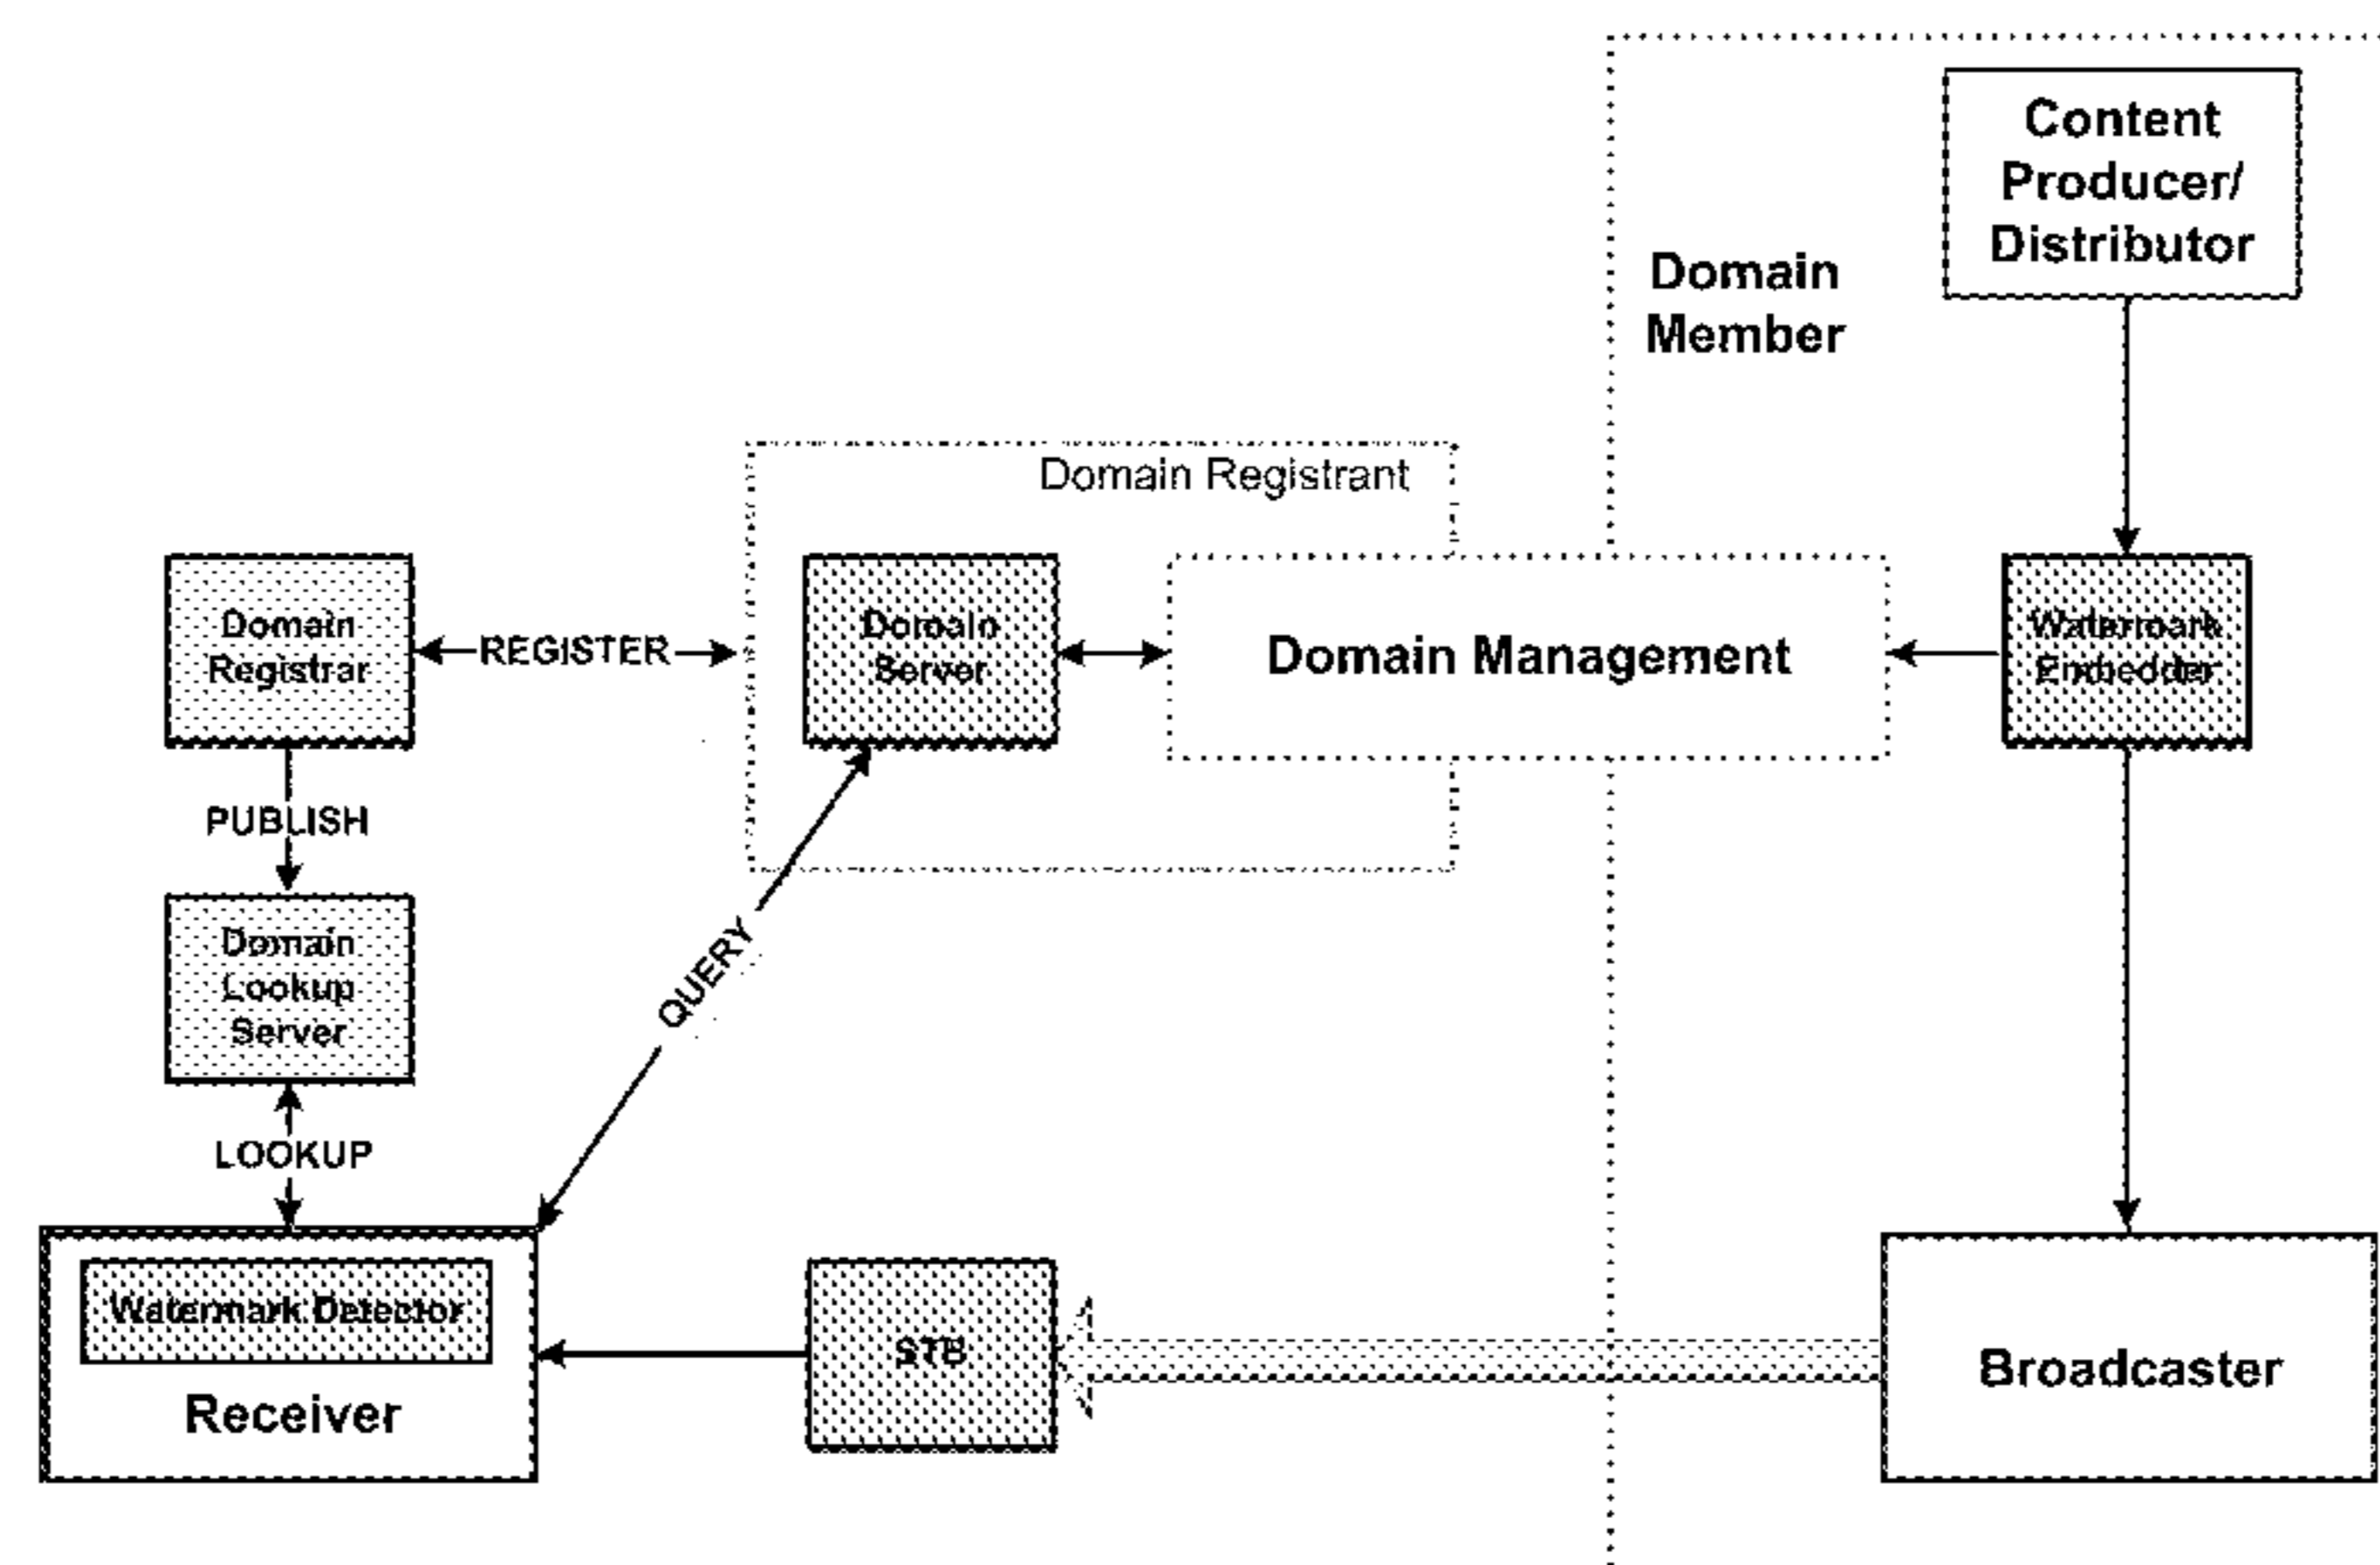 Content
Producer/
Distributor
Domain
Member
Domain Registrant
Domain
Registrar
REGISTER
Domain
Server
Domain Management
Watermark
Embedder
PUBLISH
Domain
Lookup
Server
QUERY
LOOKUP
Watermark Detector
Receiver
STB
Broadcaster